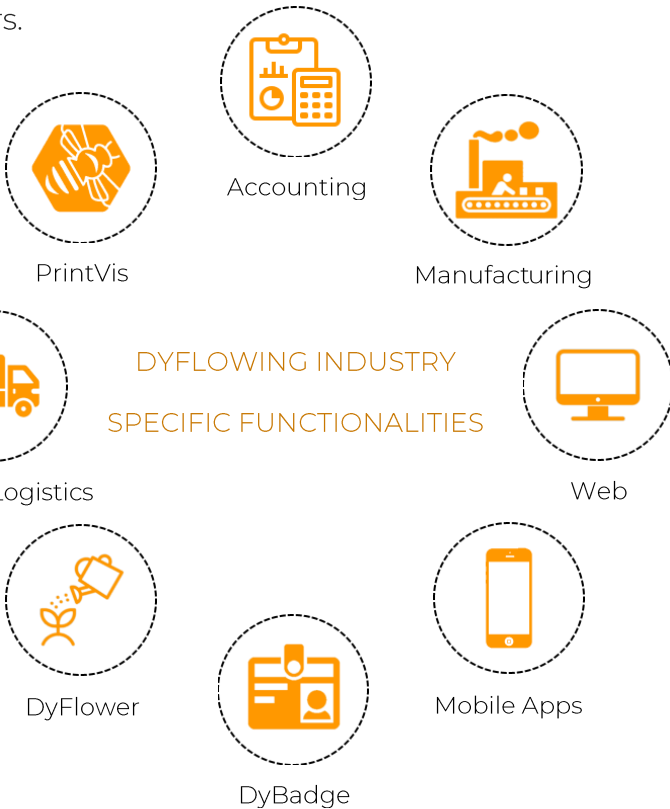 rs.
Accounting
PrintVis
Manufacturing
DYFLOWING INDUSTRY
SPECIFIC FUNCTIONALITIES
Logistics
Web
DyFlower
Mobile Apps
DyBadge